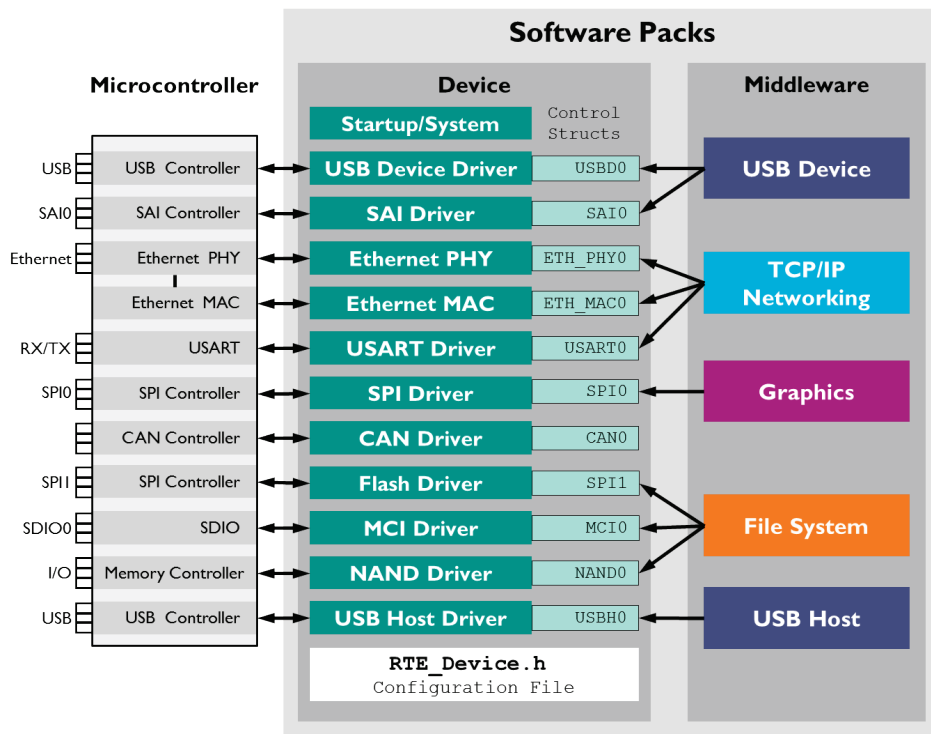 Software Packs
Microcontroller
Device
Middleware
Startup/System
Control
Structs
USB
USB Controller
USB Device Driver
USBD0
USB Device
SAI0
SAI Controller
SAI Driver
SAI0
Ethernet
Ethernet PHY
Ethernet PHY
ETH_PHY0
TCP/IP
Networking
Ethernet MAC
Ethernet MAC
ETH_MAC0
RX/TX
USART
USART Driver
USART0
SPI0
SPI Controller
SPI Driver
SPI0
Graphics
CAN Controller
CAN Driver
CAN0
SPI1
SPI Controller
Flash Driver
SPI1
SDIO0
SDIO
MCI Driver
MCI0
File System
I/O
Memory Controller
NAND Driver
NAND0
USB
USB Controller
USB Host Driver
USBH0
USB Host
RTE_Device.h
Configuration File